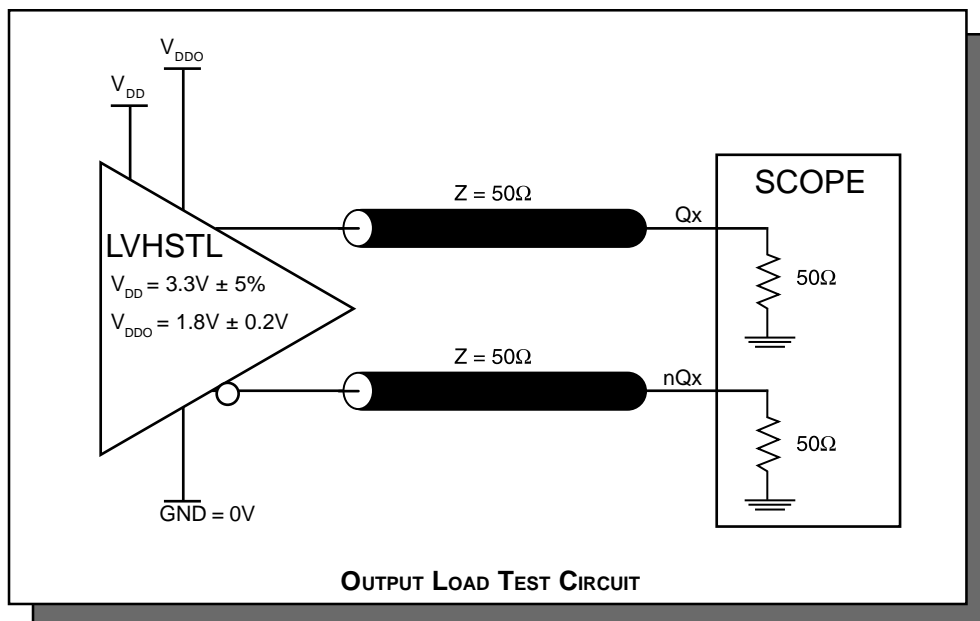 VDDO
VDD
Z = 50Ω
SCOPE
Qx
LVHSTL
VDD = 3.3V ± 5%
50Ω
VDDO = 1.8V ± 0.2V
Z = 50Ω
nQx
50Ω
GND = 0V
OUTPUT LOAD TEST CIRCUIT